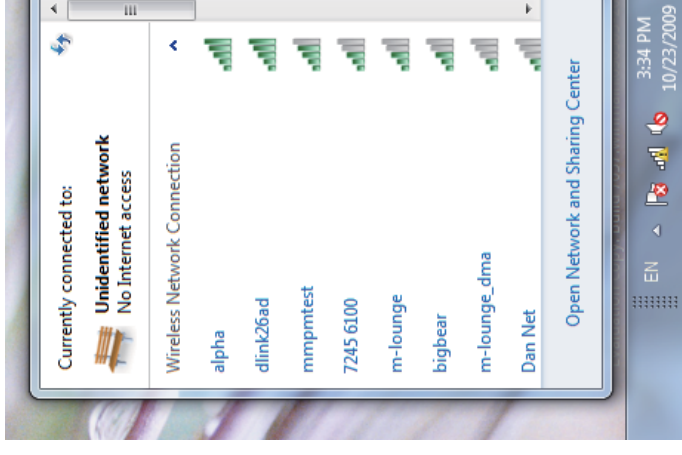 Currently connected to:
Unidentified network
No Internet access
Wireless Network Connection
alpha
dlink26ad
mmpmtest
7245 6100
m-lounge
bigbear
m-lounge_dma
Dan Net
Open Network and Sharing Center
EN
3:34 PM
10/23/2009